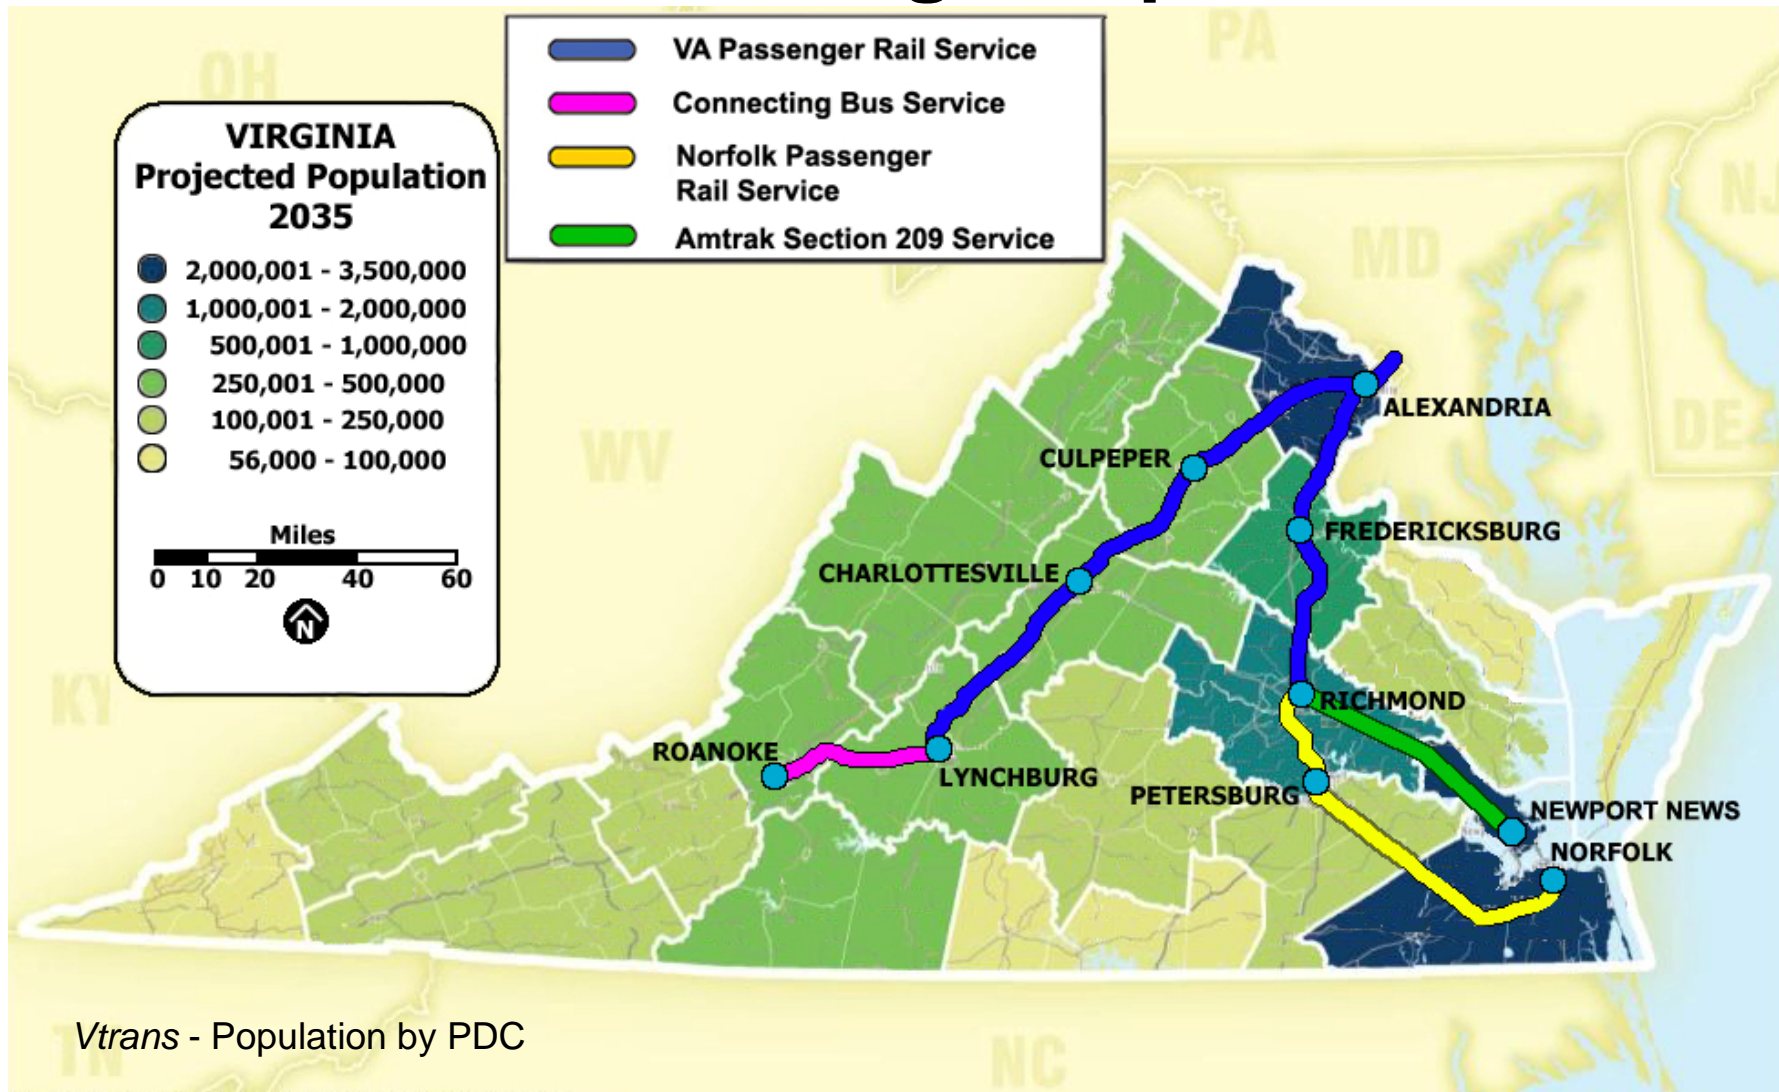 VA Passenger Rail Service
Connecting Bus Service
Norfolk Passenger
Rail Service
Amtrak Section 209 Service
VIRGINIA
Projected Population
2035
2,000,001 - 3,500,000
1,000,001 - 2,000,000
500,001 - 1,000,000
250,001 - 500,000
100,001 - 250,000
56,000 - 100,000
Miles
0 10 20 40 60
N
OH
PA
NJ
MD
DE
WV
KY
TN
NC
ALEXANDRIA
CULPEPER
FREDERICKSBURG
CHARLOTTESVILLE
RICHMOND
ROANOKE
LYNCHBURG
PETERSBURG
NEWPORT NEWS
NORFOLK
Vtrans - Population by PDC